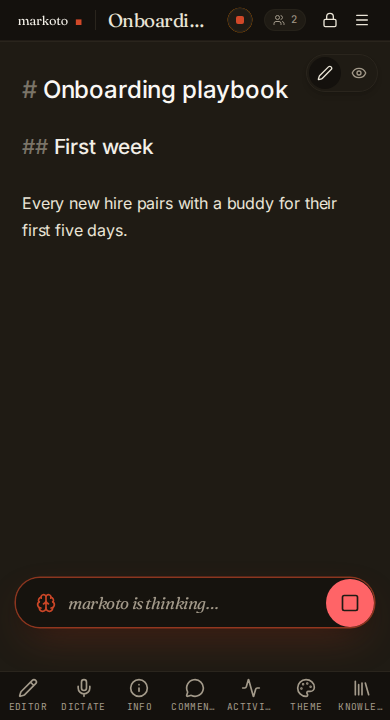 markoto
Onboardi...
2
# Onboarding playbook
## First week
Every new hire pairs with a buddy for their
first five days.
markoto is thinking...
EDITOR
DICTATE
INFO
COMMEN…
ACTIVI…
THEME
KNOWLE…